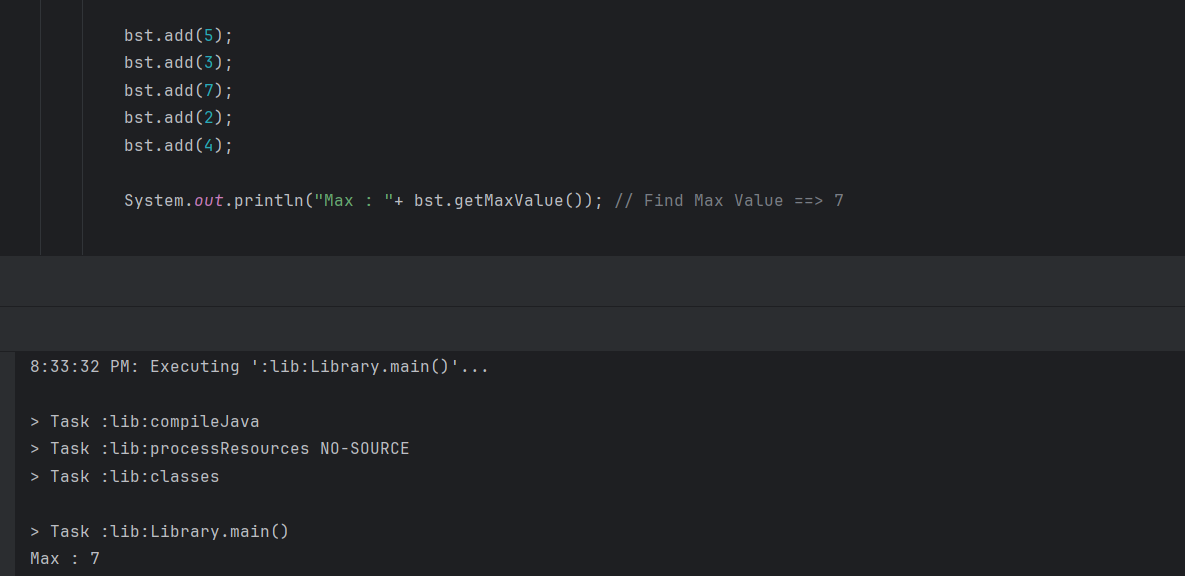 bst.add(5);
bst.add(3);
bst.add(7);
bst.add(2);
bst.add(4);
System.out.println("Max : "+ bst.getMaxValue()); // Find Max Value ==> 7
8:33:32 PM: Executing ':lib:Library.main()'...
> Task :lib:compileJava
> Task :lib:processResources NO-SOURCE
> Task :lib:classes
> Task :lib:Library.main()
Max : 7